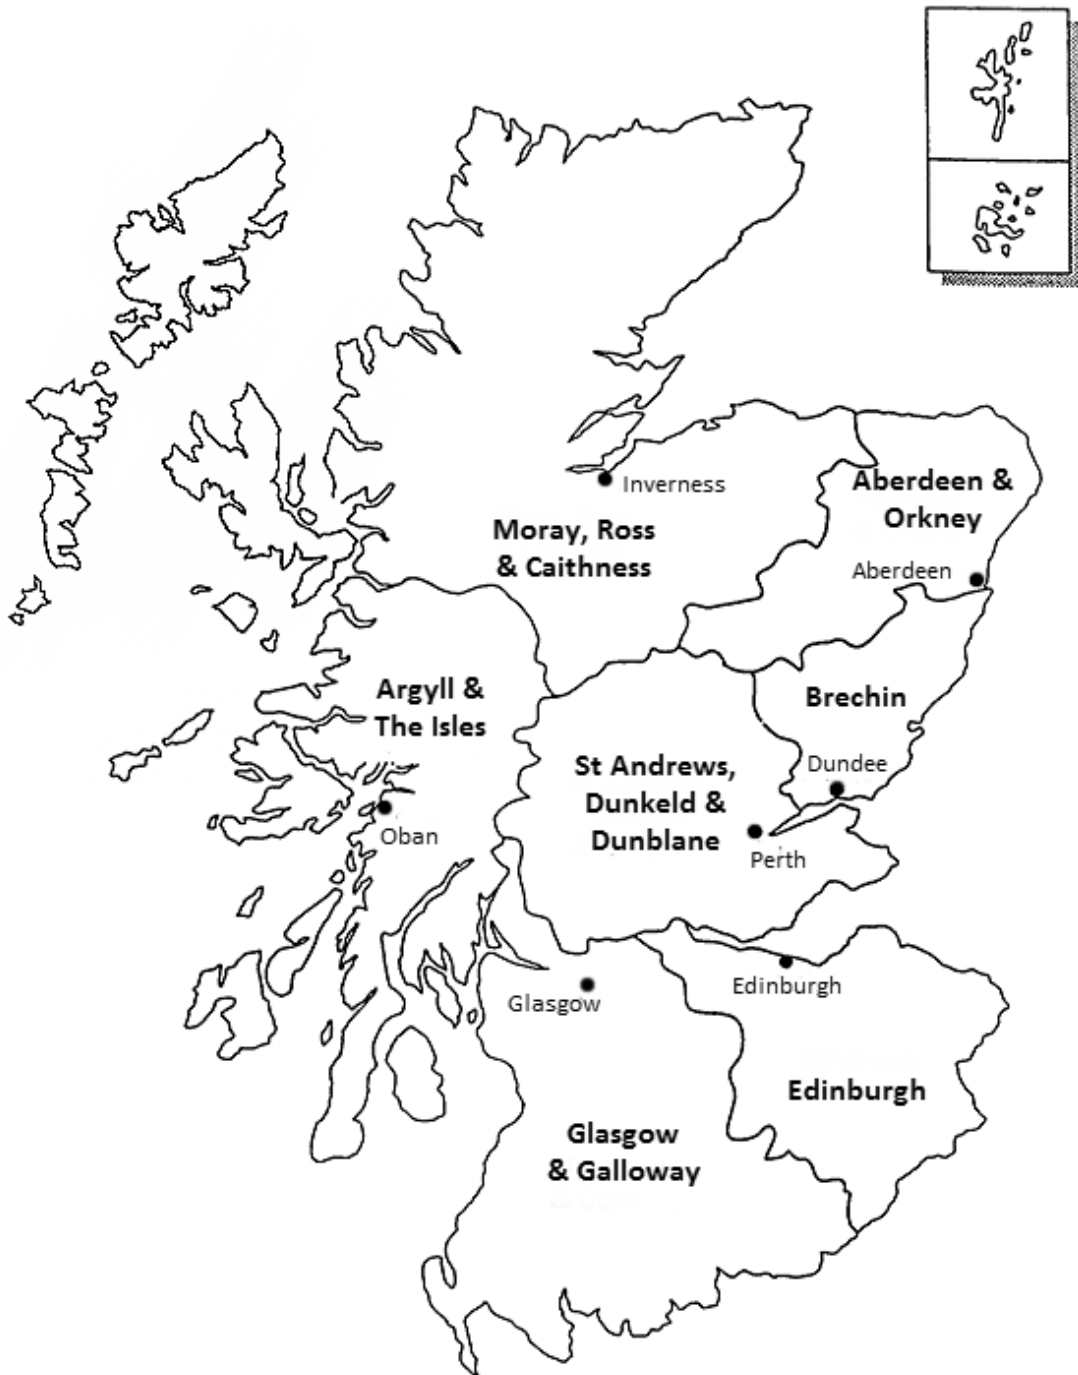 Inverness
Moray, Ross
& Caithness
Aberdeen &
Orkney
Aberdeen
Argyll &
The Isles
Brechin
St Andrews,
Dunkeld &
Dunblane
Dundee
Oban
Perth
Glasgow
Edinburgh
Edinburgh
Glasgow
& Galloway